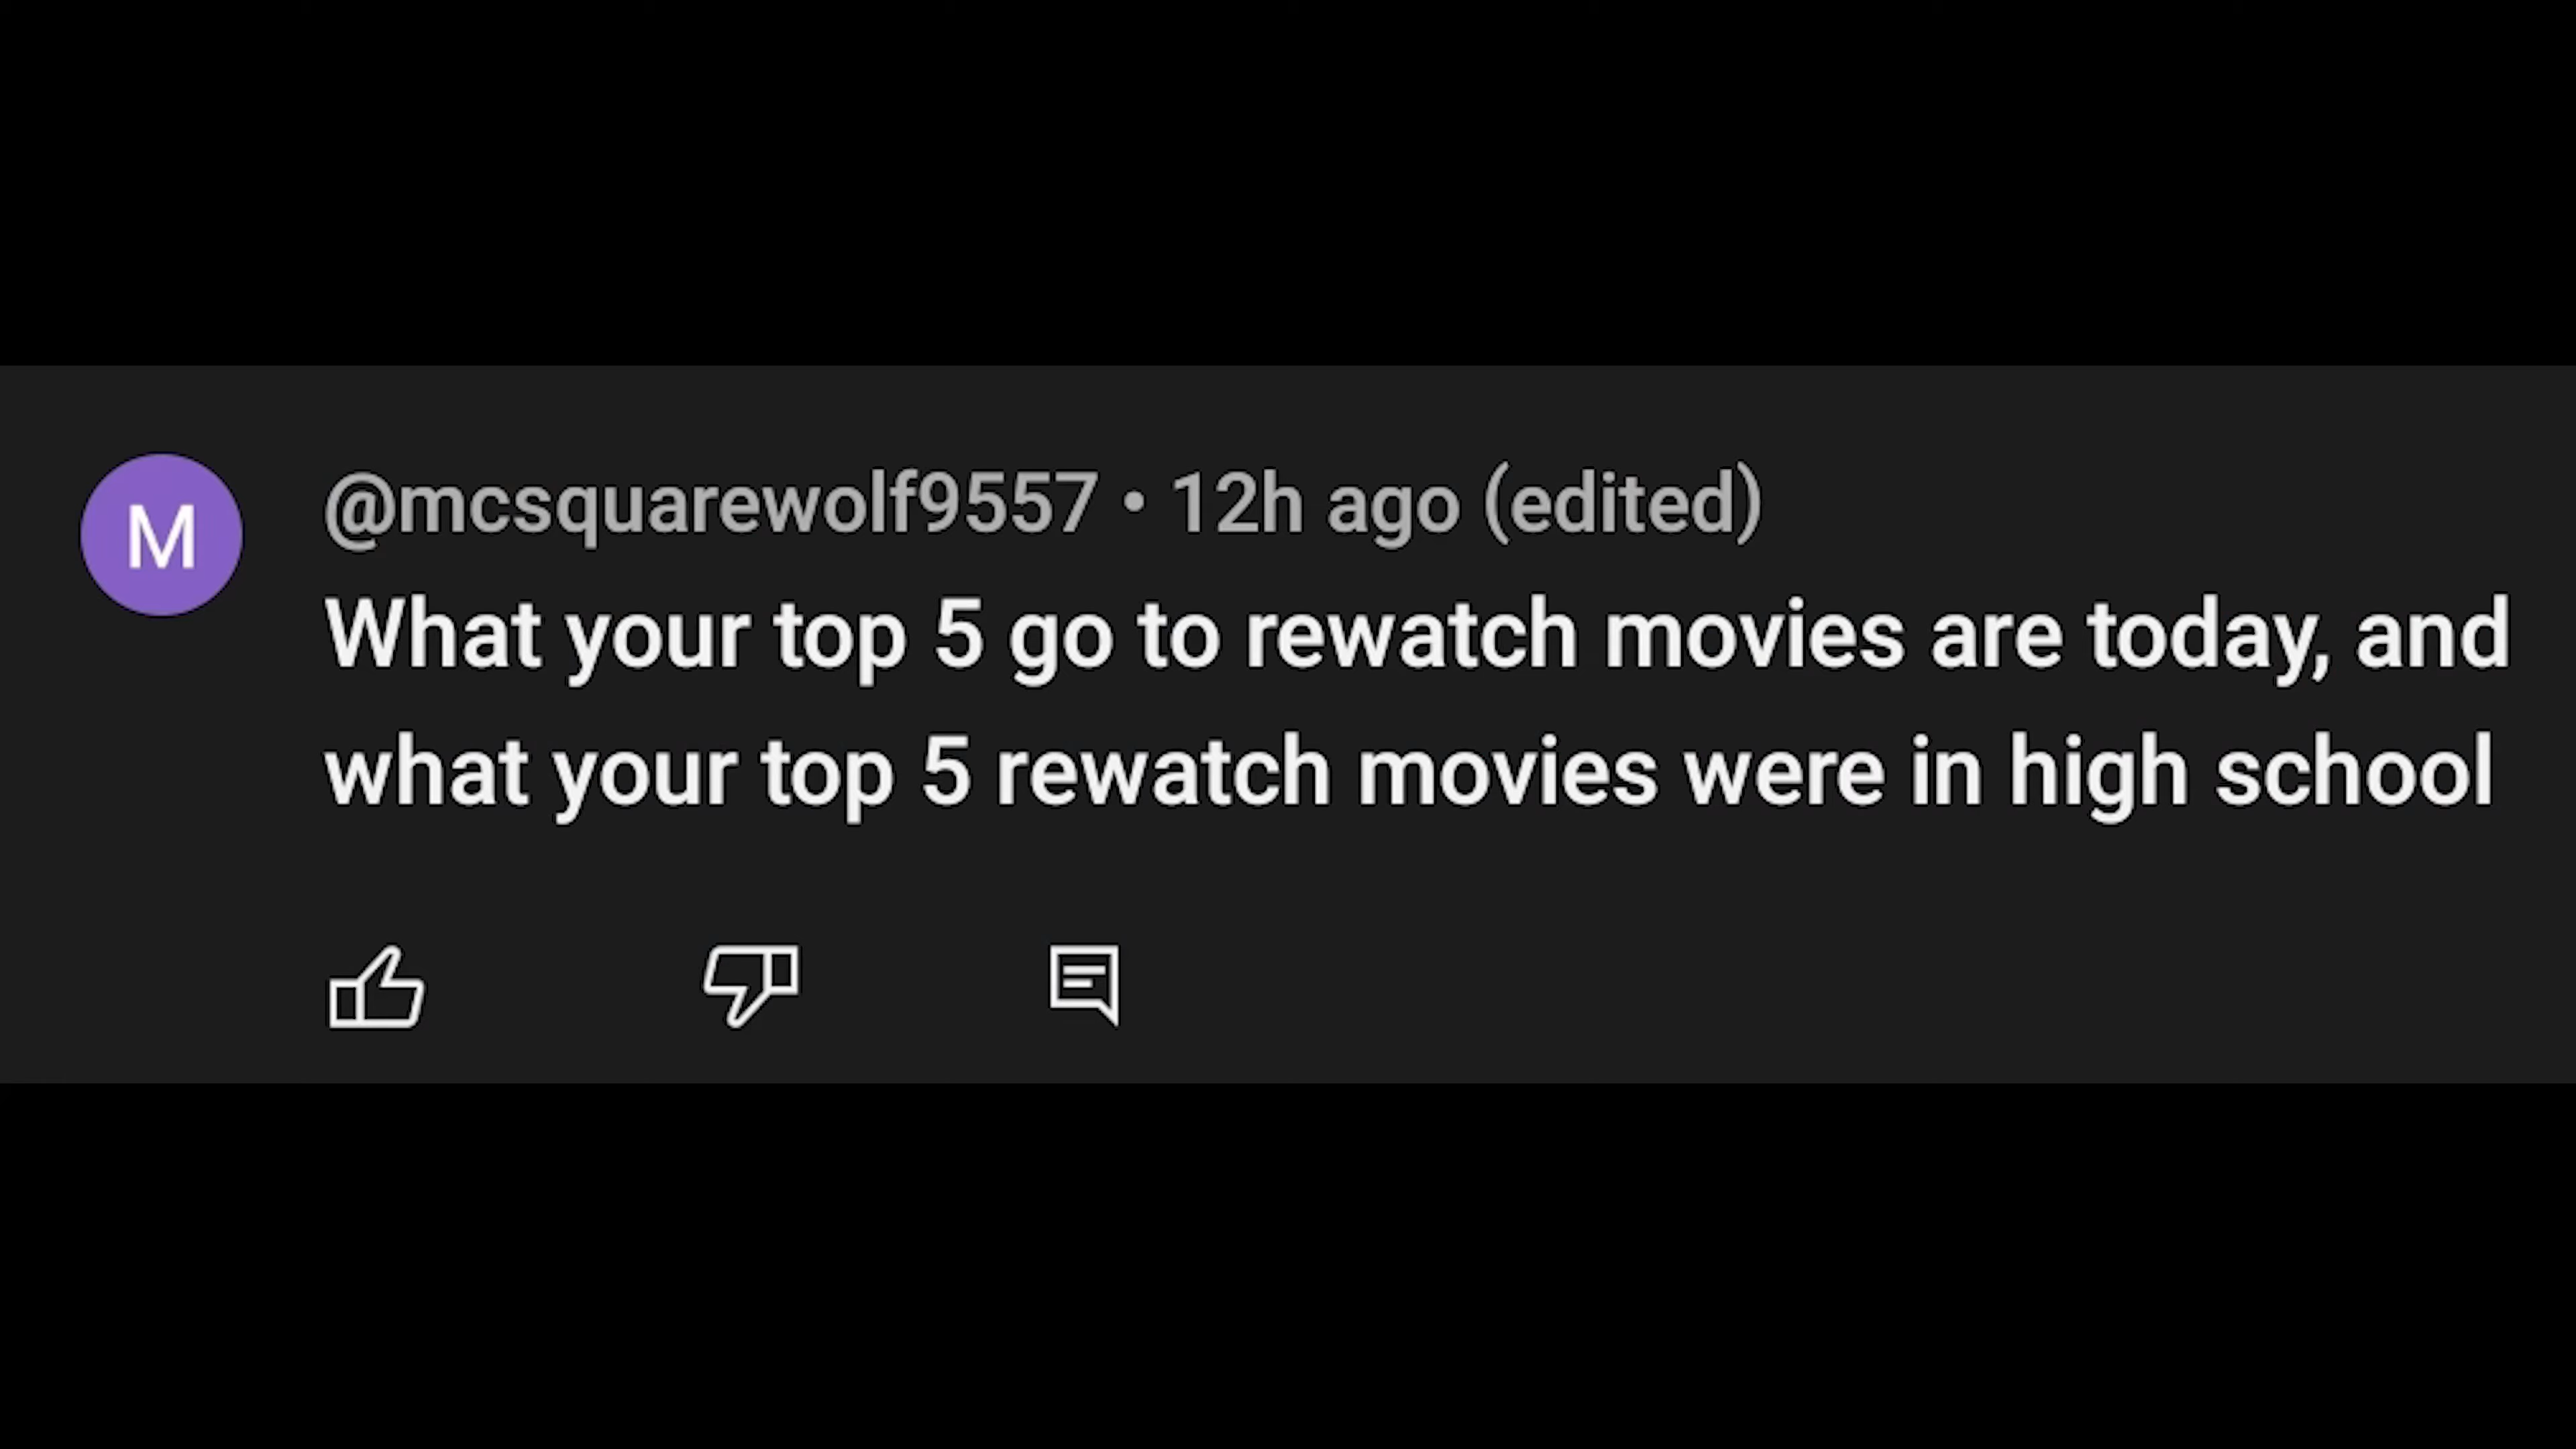 M
@mcsquarewolf9557 • 12h ago (edited)
What your top 5 go to rewatch movies are today, and
what your top 5 rewatch movies were in high school